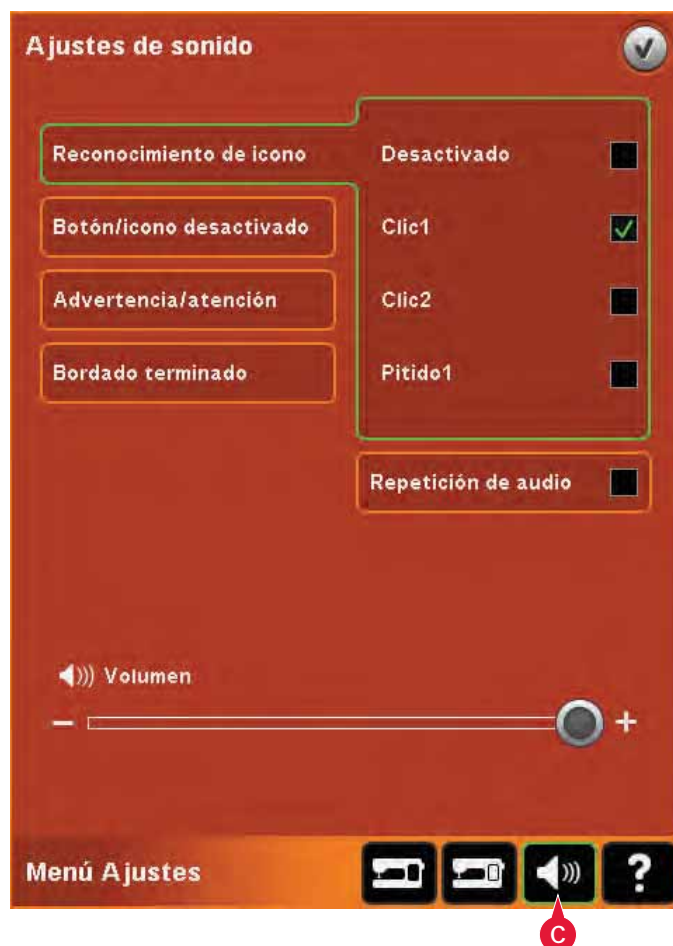 Ajustes de sonido
Reconocimiento de icono
Desactivado
Botón/icono desactivado
Clic1
Advertencia/atención
Clic2
Bordado terminado
Pitido1
Repetición de audio
Volumen
− +
Menú Ajustes
?
C